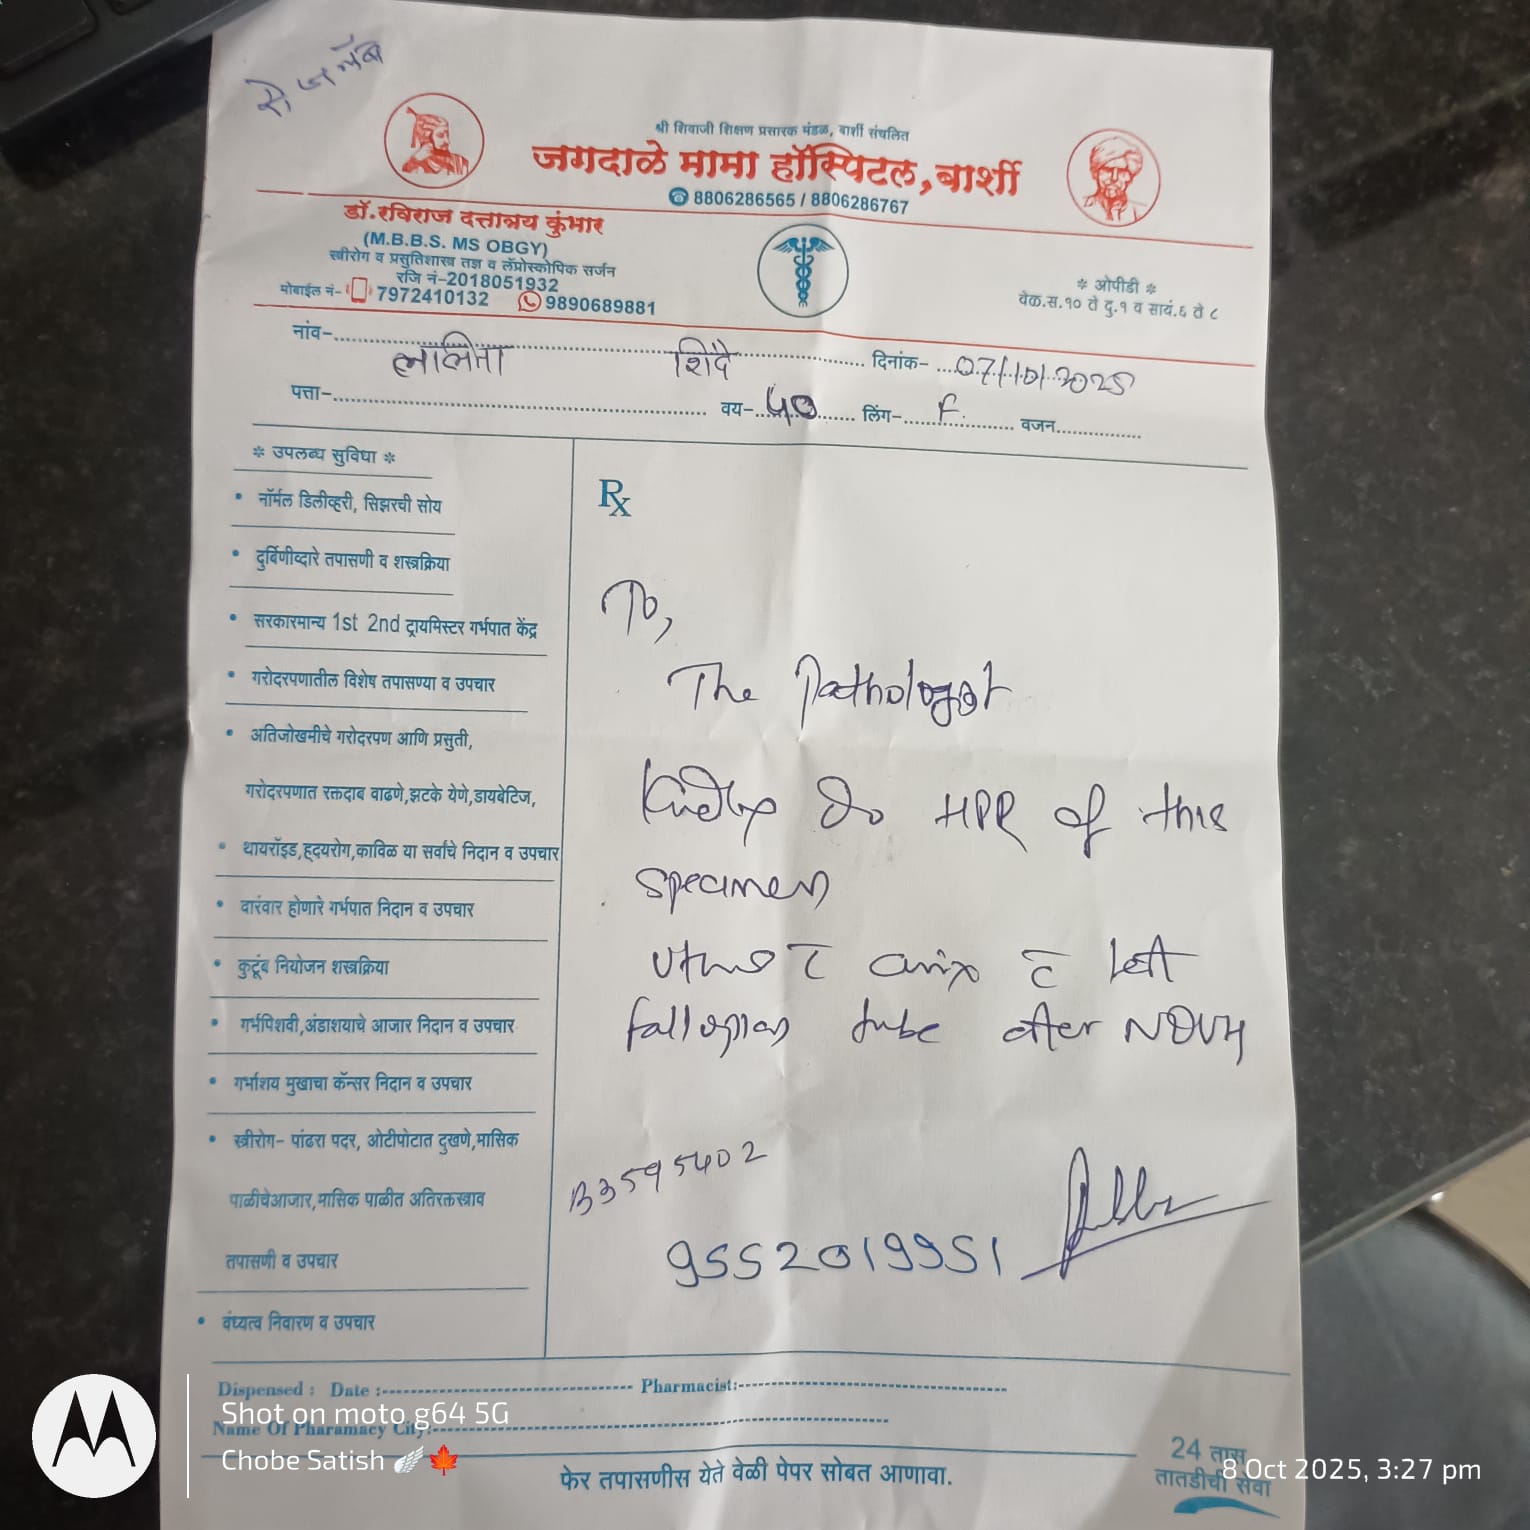 से ज लॅब
श्री शिवाजी शिक्षण प्रसारक मंडळ, बार्शी संचलित
जगदाळे मामा हॉस्पिटल, बार्शी
8806286565 / 8806286767
डॉ.रविराज दत्तात्रय कुंभार
(M.B.B.S. MS OBGY)
स्त्रीरोग व प्रसुतिशास्त्र तज्ञ व लॅप्रोस्कोपिक सर्जन
रजि नं-2018051932
मोबाईल नं- 7972410132 9890689881
* ओपीडी *
वेळ.स.१० ते दु.१ व सायं.६ ते ८
नांव- ललिता शिंदे दिनांक- 07/10/2025
पत्ता- वय- 40 लिंग- F वजन
* उपलब्ध सुविधा *
• नॉर्मल डिलीव्हरी, सिझरची सोय
• दुर्बिणीव्दारे तपासणी व शस्त्रक्रिया
• सरकारमान्य 1st 2nd ट्रायमिस्टर गर्भपात केंद्र
• गरोदरपणातील विशेष तपासण्या व उपचार
• अतिजोखमीचे गरोदरपण आणि प्रसुती,
गरोदरपणात रक्तदाब वाढणे,झटके येणे,डायबेटिज,
• थायरॉइड,हृदयरोग,काविळ या सर्वांचे निदान व उपचार
• वारंवार होणारे गर्भपात निदान व उपचार
• कुटूंब नियोजन शस्त्रक्रिया
• गर्भपिशवी,अंडाशयाचे आजार निदान व उपचार
• गर्भाशय मुखाचा कॅन्सर निदान व उपचार
• स्त्रीरोग- पांढरा पदर, ओटीपोटात दुखणे,मासिक
पाळीचेआजार,मासिक पाळीत अतिरक्तस्त्राव
तपासणी व उपचार
• वंध्यत्व निवारण व उपचार
Rx
To,
The Pathologist
Kindly do HPR of this
specimen
Uterus c̄ cervix c̄ left
fallopian tube after NDVH
B3595402
9552019951
Dispensed : Date : Pharmacist:
Name Of Pharamacy City:
फेर तपासणीस येते वेळी पेपर सोबत आणावा.
24 तास
तातडीची सेवा
Shot on moto g64 5G
Chobe Satish 🪽🍁
8 Oct 2025, 3:27 pm